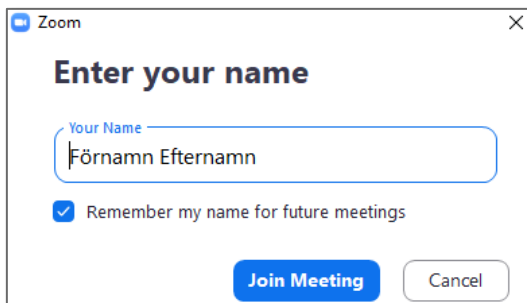 Zoom
Enter your name
Your Name
Förnamn Efternamn
Remember my name for future meetings
Join Meeting Cancel